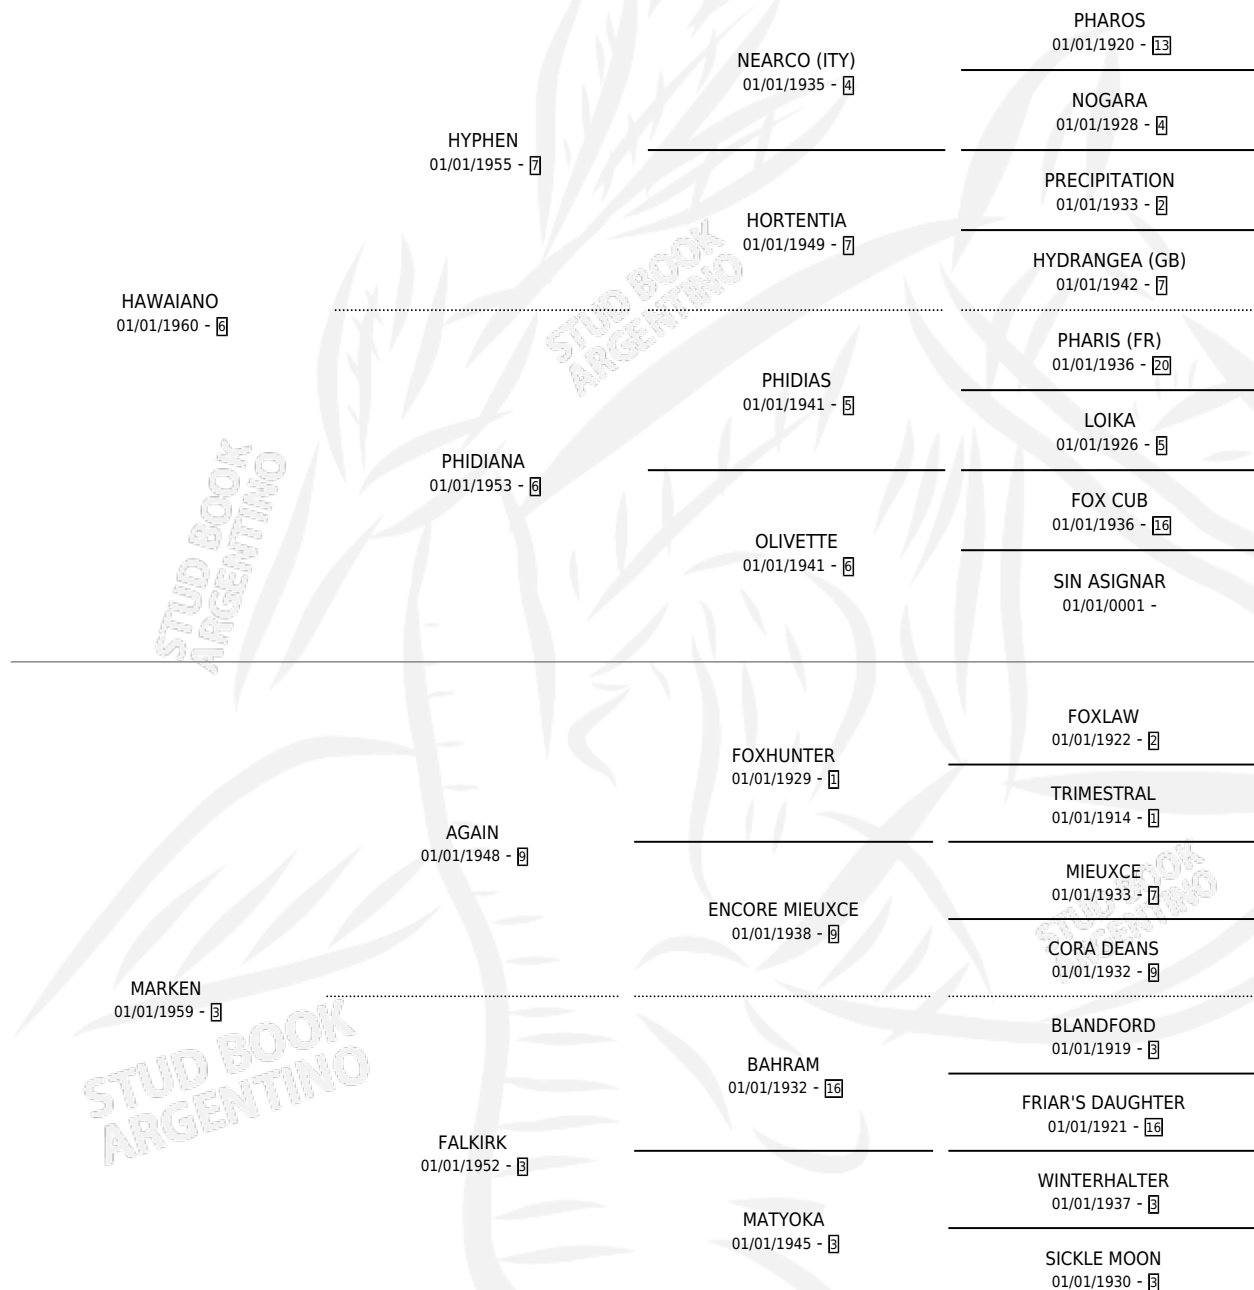 PHAROS
01/01/1920 - 13
NEARCO (ITY)
01/01/1935 - 4
NOGARA
01/01/1928 - 4
HYPHEN
01/01/1955 - 7
PRECIPITATION
01/01/1933 - 2
HORTENTIA
01/01/1949 - 7
HYDRANGEA (GB)
01/01/1942 - 7
HAWAIANO
01/01/1960 - 6
STUD BOOK
ARGENTINO
PHARIS (FR)
01/01/1936 - 20
PHIDIAS
01/01/1941 - 5
LOIKA
01/01/1926 - 5
PHIDIANA
01/01/1953 - 6
FOX CUB
01/01/1936 - 16
OLIVETTE
01/01/1941 - 6
SIN ASIGNAR
01/01/0001 -
STUD BOOK
ARGENTINO
FOXLAW
01/01/1922 - 2
FOXHUNTER
01/01/1929 - 1
TRIMESTRAL
01/01/1914 - 1
AGAIN
01/01/1948 - 9
MIEUXCE
01/01/1933 - 7
ENCORE MIEUXCE
01/01/1938 - 9
CORA DEANS
01/01/1932 - 9
STUD BOOK
ARGENTINO
MARKEN
01/01/1959 - 3
BLANDFORD
01/01/1919 - 3
BAHRAM
01/01/1932 - 16
FRIAR'S DAUGHTER
01/01/1921 - 16
STUD BOOK
ARGENTINO
FALKIRK
01/01/1952 - 3
WINTERHALTER
01/01/1937 - 3
MATYOKA
01/01/1945 - 3
SICKLE MOON
01/01/1930 - 3